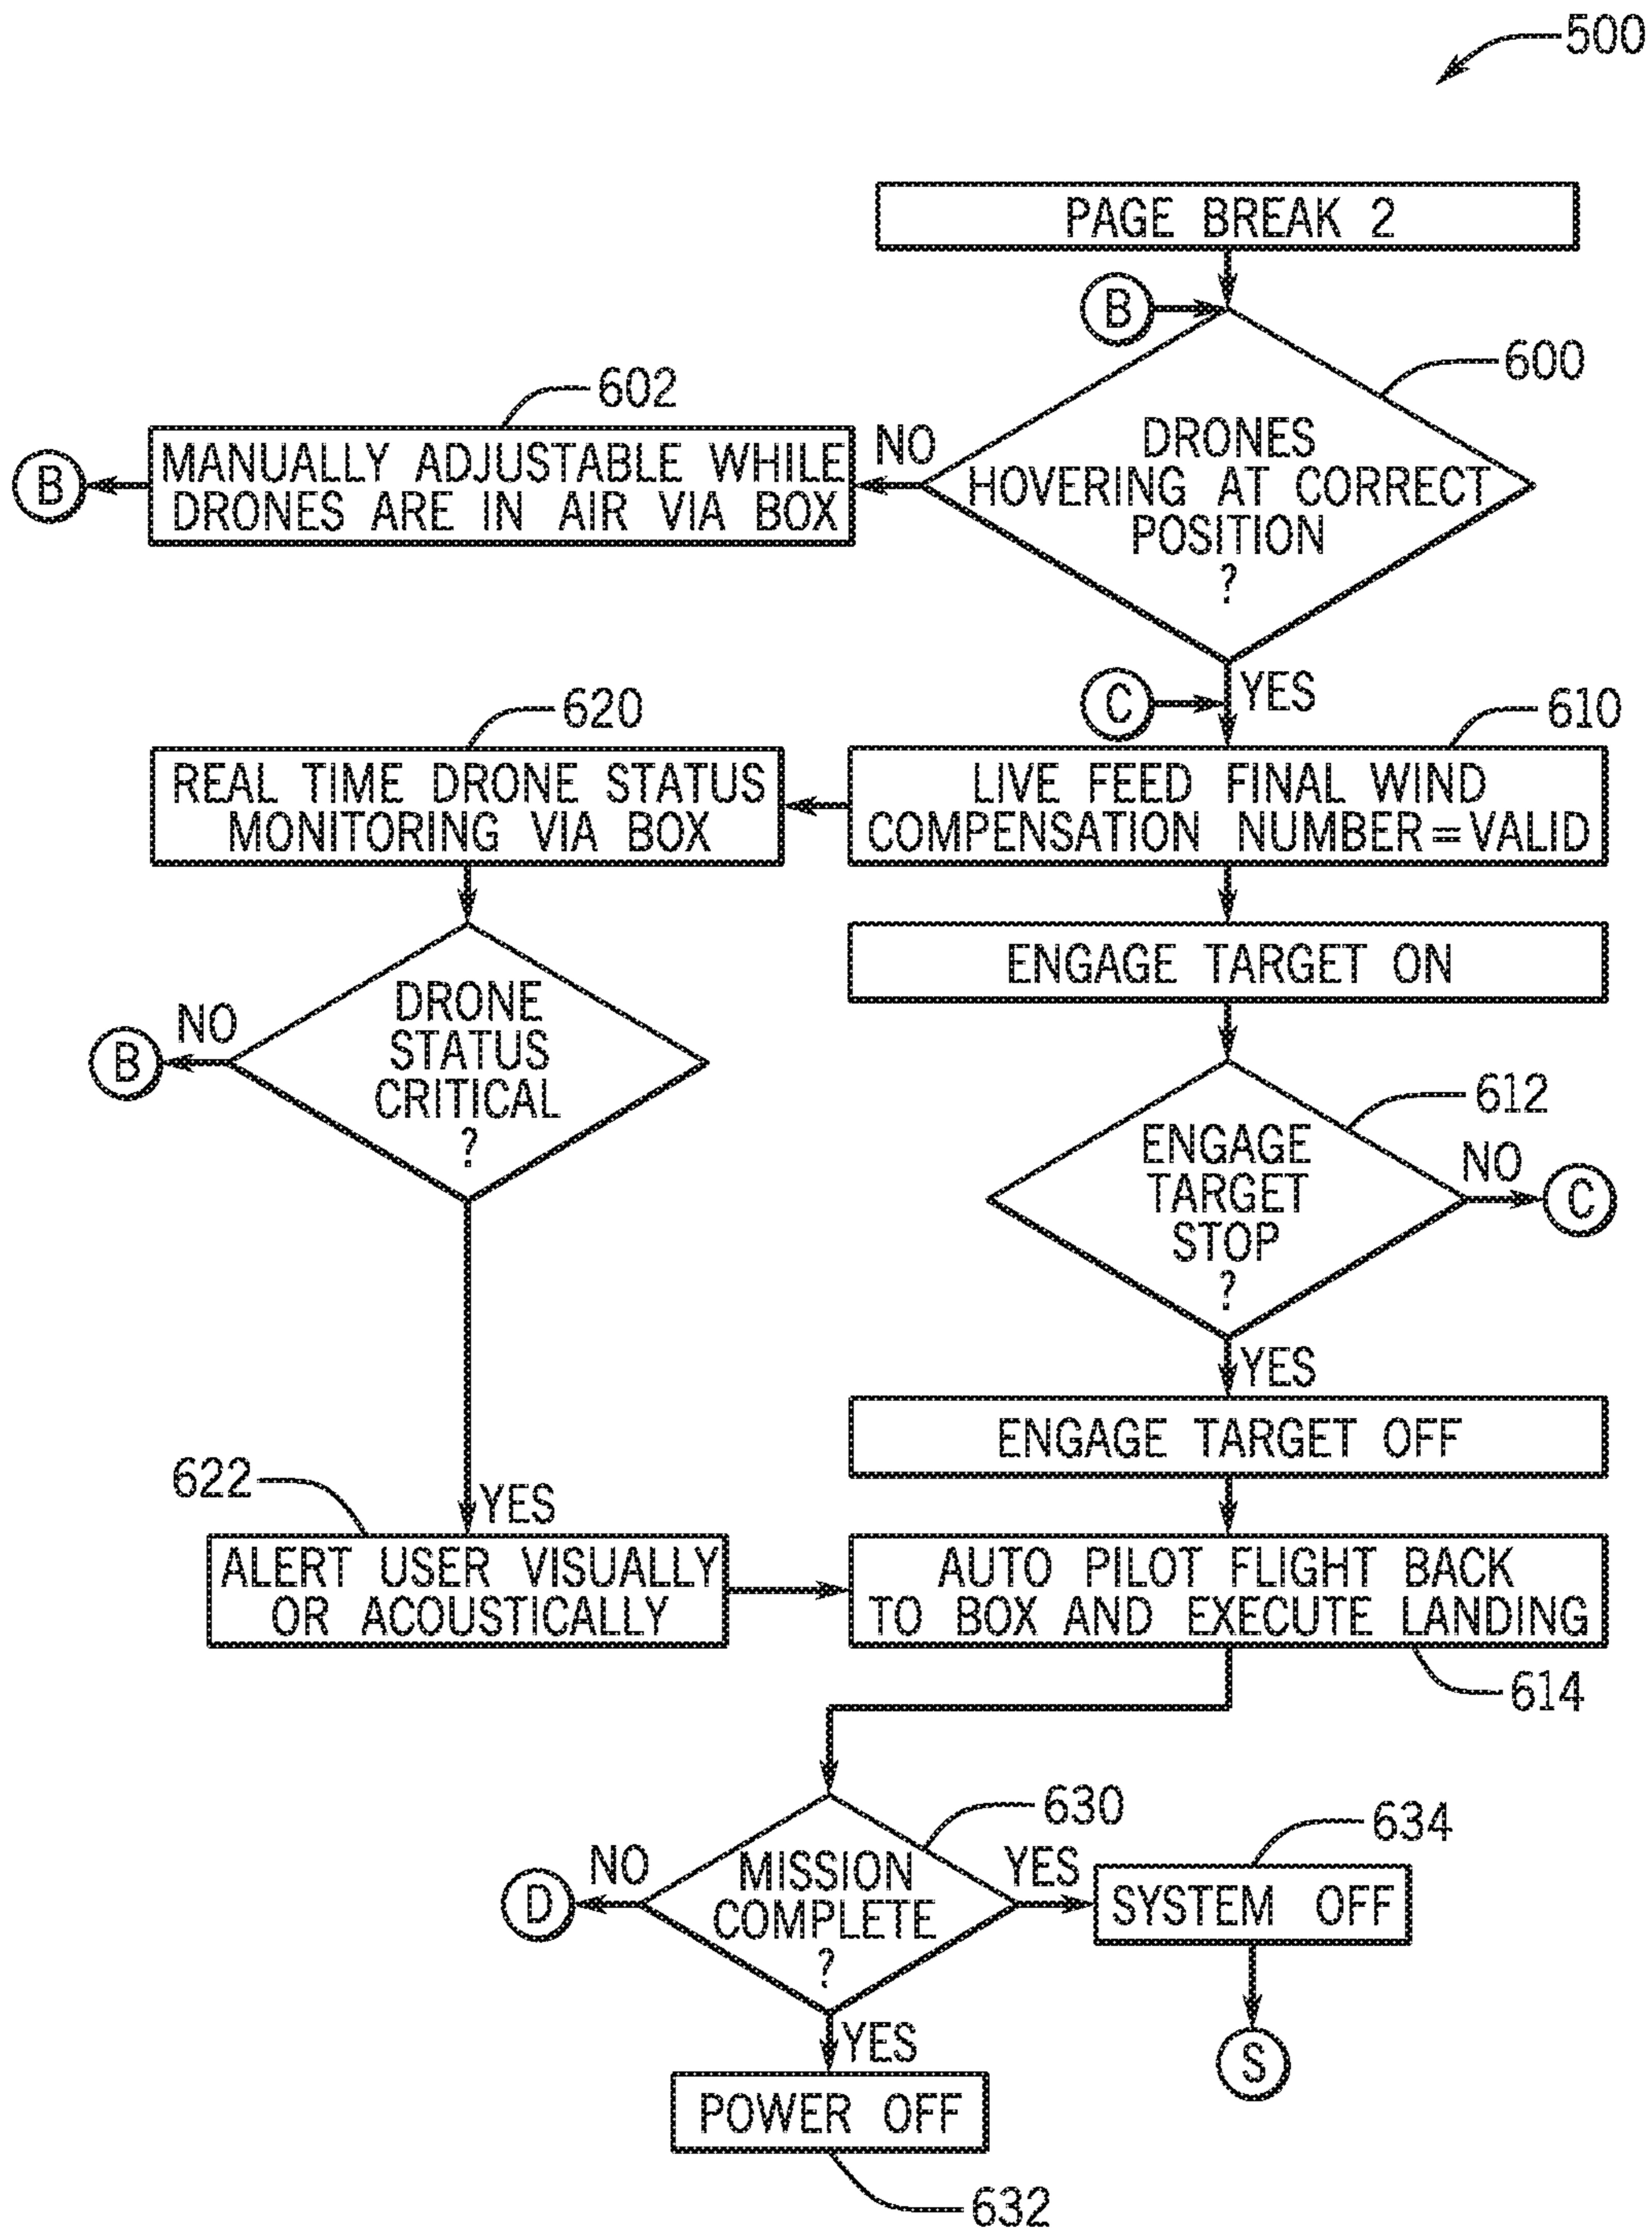 500
PAGE BREAK 2
B
600
602
DRONES
HOVERING AT CORRECT
POSITION
?
NO
MANUALLY ADJUSTABLE WHILE
DRONES ARE IN AIR VIA BOX
B
YES
C
610
620
LIVE FEED FINAL WIND
COMPENSATION NUMBER=VALID
REAL TIME DRONE STATUS
MONITORING VIA BOX
ENGAGE TARGET ON
DRONE
STATUS
CRITICAL
?
NO
B
612
ENGAGE
TARGET
STOP
?
NO
C
YES
ENGAGE TARGET OFF
622
YES
ALERT USER VISUALLY
OR ACOUSTICALLY
AUTO PILOT FLIGHT BACK
TO BOX AND EXECUTE LANDING
614
630
634
NO
D
MISSION
COMPLETE
?
YES
SYSTEM OFF
YES
S
POWER OFF
632